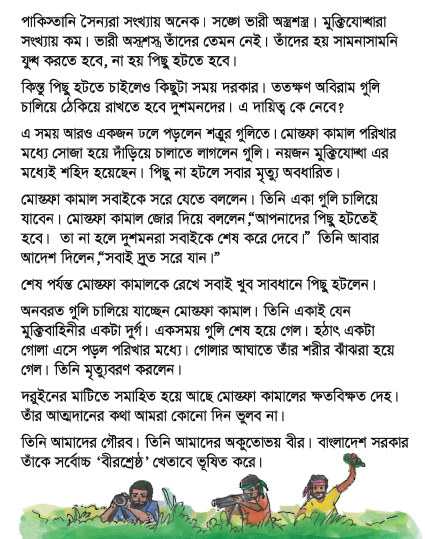 পাকিস্তানি সৈন্যরা সংখ্যায় অনেক। সঙ্গে ভারী অস্ত্রশস্ত্র। মুক্তিযোদ্ধারা
সংখ্যায় কম। ভারী অস্ত্রশস্ত্র তাঁদের তেমন নেই। তাঁদের হয় সামনাসামনি
যুদ্ধ করতে হবে, না হয় পিছু হটতে হবে।
কিন্তু পিছু হটতে চাইলেও কিছুটা সময় দরকার। ততক্ষণ অবিরাম গুলি
চালিয়ে ঠেকিয়ে রাখতে হবে দুশমনদের। এ দায়িত্ব কে নেবে?
এ সময় আরও একজন ঢলে পড়লেন শত্রুর গুলিতে। মোস্তফা কামাল পরিখার
মধ্যে সোজা হয়ে দাঁড়িয়ে চালাতে লাগলেন গুলি। নয়জন মুক্তিযোদ্ধা এর
মধ্যেই শহিদ হয়েছেন। পিছু না হটলে সবার মৃত্যু অবধারিত।
মোস্তফা কামাল সবাইকে সরে যেতে বললেন। তিনি একা গুলি চালিয়ে
যাবেন। মোস্তফা কামাল জোর দিয়ে বললেন,“আপনাদের পিছু হটতেই
হবে। তা না হলে দুশমনরা সবাইকে শেষ করে দেবে।” তিনি আবার
আদেশ দিলেন,“সবাই দ্রুত সরে যান।”
শেষ পর্যন্ত মোস্তফা কামালকে রেখে সবাই খুব সাবধানে পিছু হটলেন।
অনবরত গুলি চালিয়ে যাচ্ছেন মোস্তফা কামাল। তিনি একাই যেন
মুক্তিবাহিনীর একটা দুর্গ। একসময় গুলি শেষ হয়ে গেল। হঠাৎ একটা
গোলা এসে পড়ল পরিখার মধ্যে। গোলার আঘাতে তাঁর শরীর ঝাঁঝরা হয়ে
গেল। তিনি মৃত্যুবরণ করলেন।
দরুইনের মাটিতে সমাহিত হয়ে আছে মোস্তফা কামালের ক্ষতবিক্ষত দেহ।
তাঁর আত্মদানের কথা আমরা কোনো দিন ভুলব না।
তিনি আমাদের গৌরব। তিনি আমাদের অকুতোভয় বীর। বাংলাদেশ সরকার
তাঁকে সর্বোচ্চ ‘বীরশ্রেষ্ঠ’ খেতাবে ভূষিত করে।